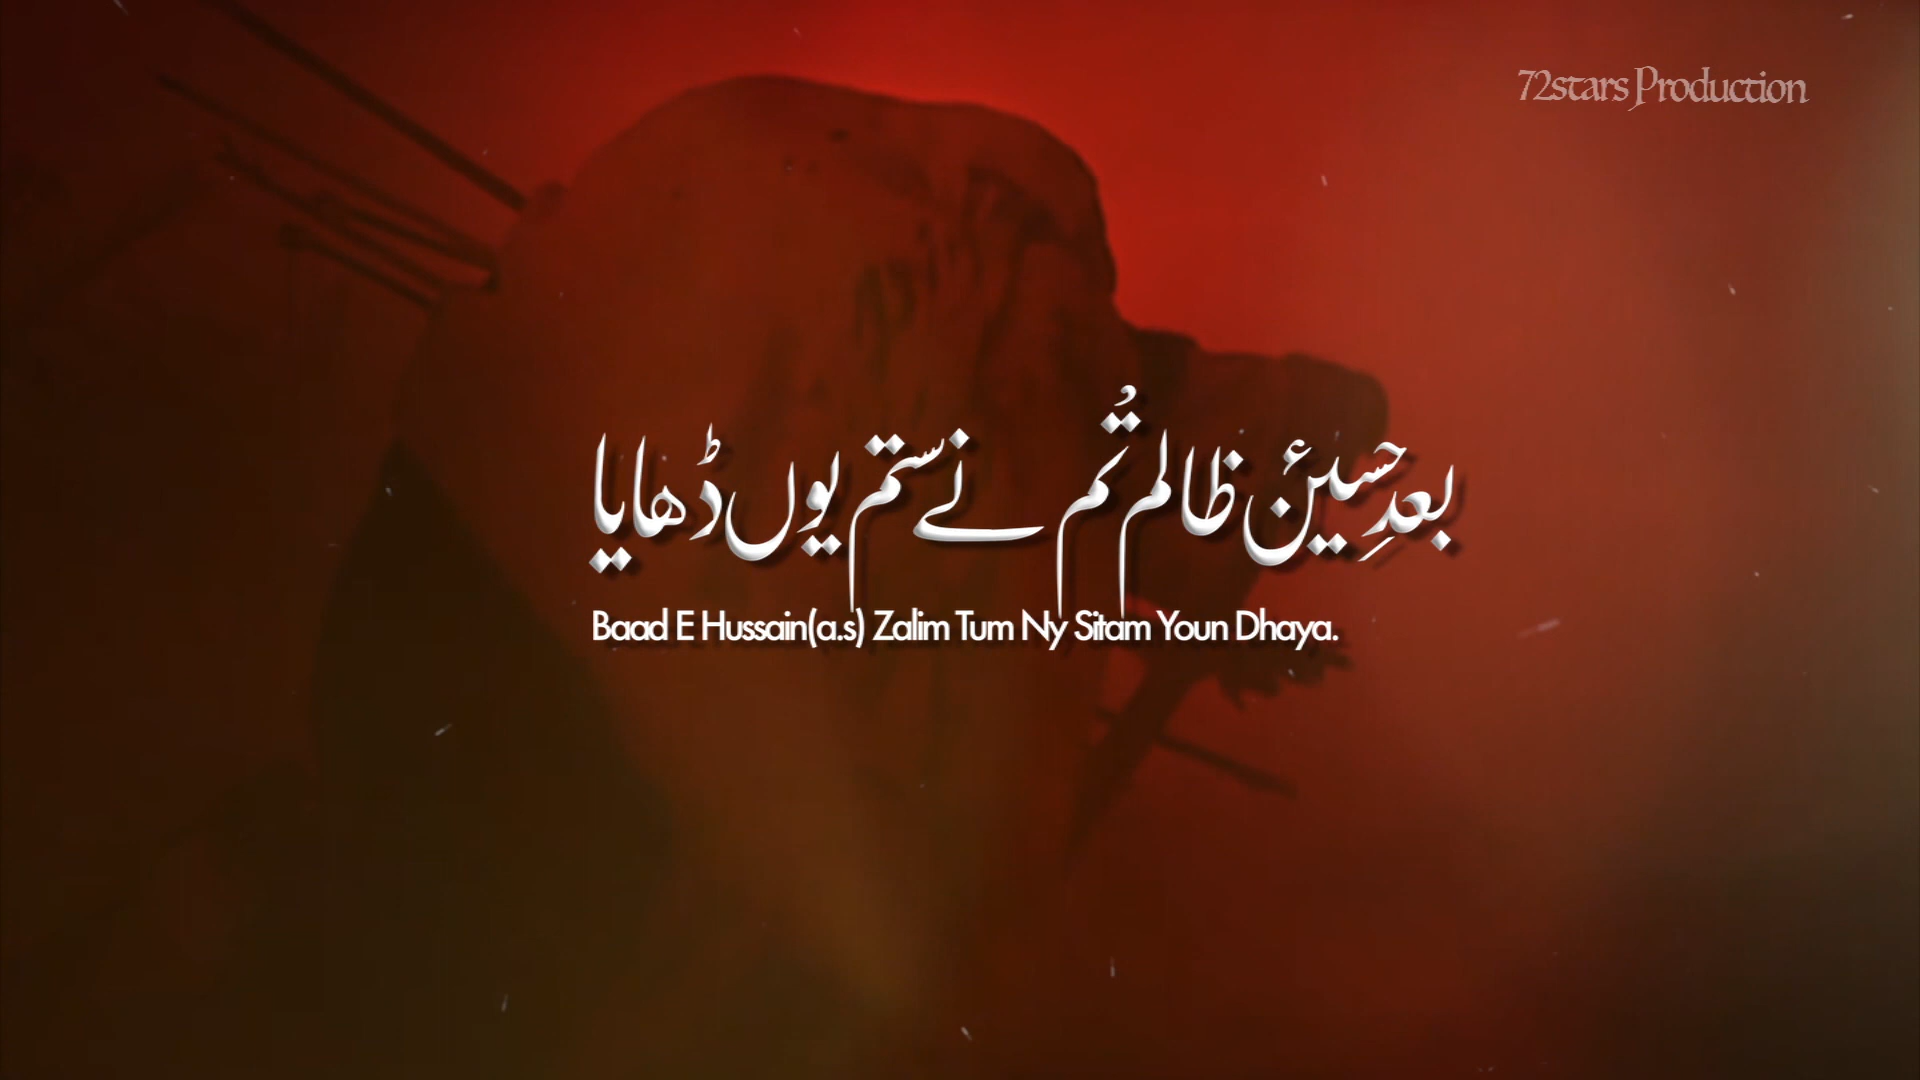 72stars Production
بعدِ حسینؑ ظالم تُم نے ستم یوں ڈھایا
Baad E Hussain(a.s) Zalim Tum Ny Sitam Youn Dhaya.